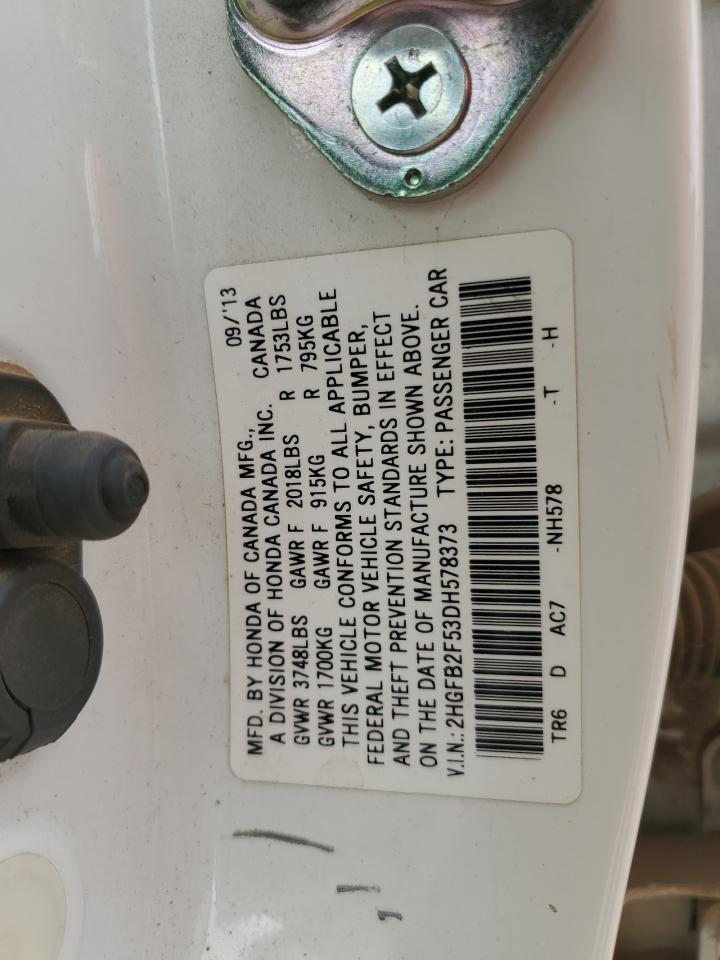 MFD. BY HONDA OF CANADA MFG., 09/'13
A DIVISION OF HONDA CANADA INC. CANADA
GVWR 3748LBS GAWR F 2018LBS R 1753LBS
GVWR 1700KG GAWR F 915KG R 795KG
THIS VEHICLE CONFORMS TO ALL APPLICABLE
FEDERAL MOTOR VEHICLE SAFETY, BUMPER,
AND THEFT PREVENTION STANDARDS IN EFFECT
ON THE DATE OF MANUFACTURE SHOWN ABOVE.
V.I.N.: 2HGFB2F53DH578373 TYPE: PASSENGER CAR
TR6 D AC7 -NH578 -T -H